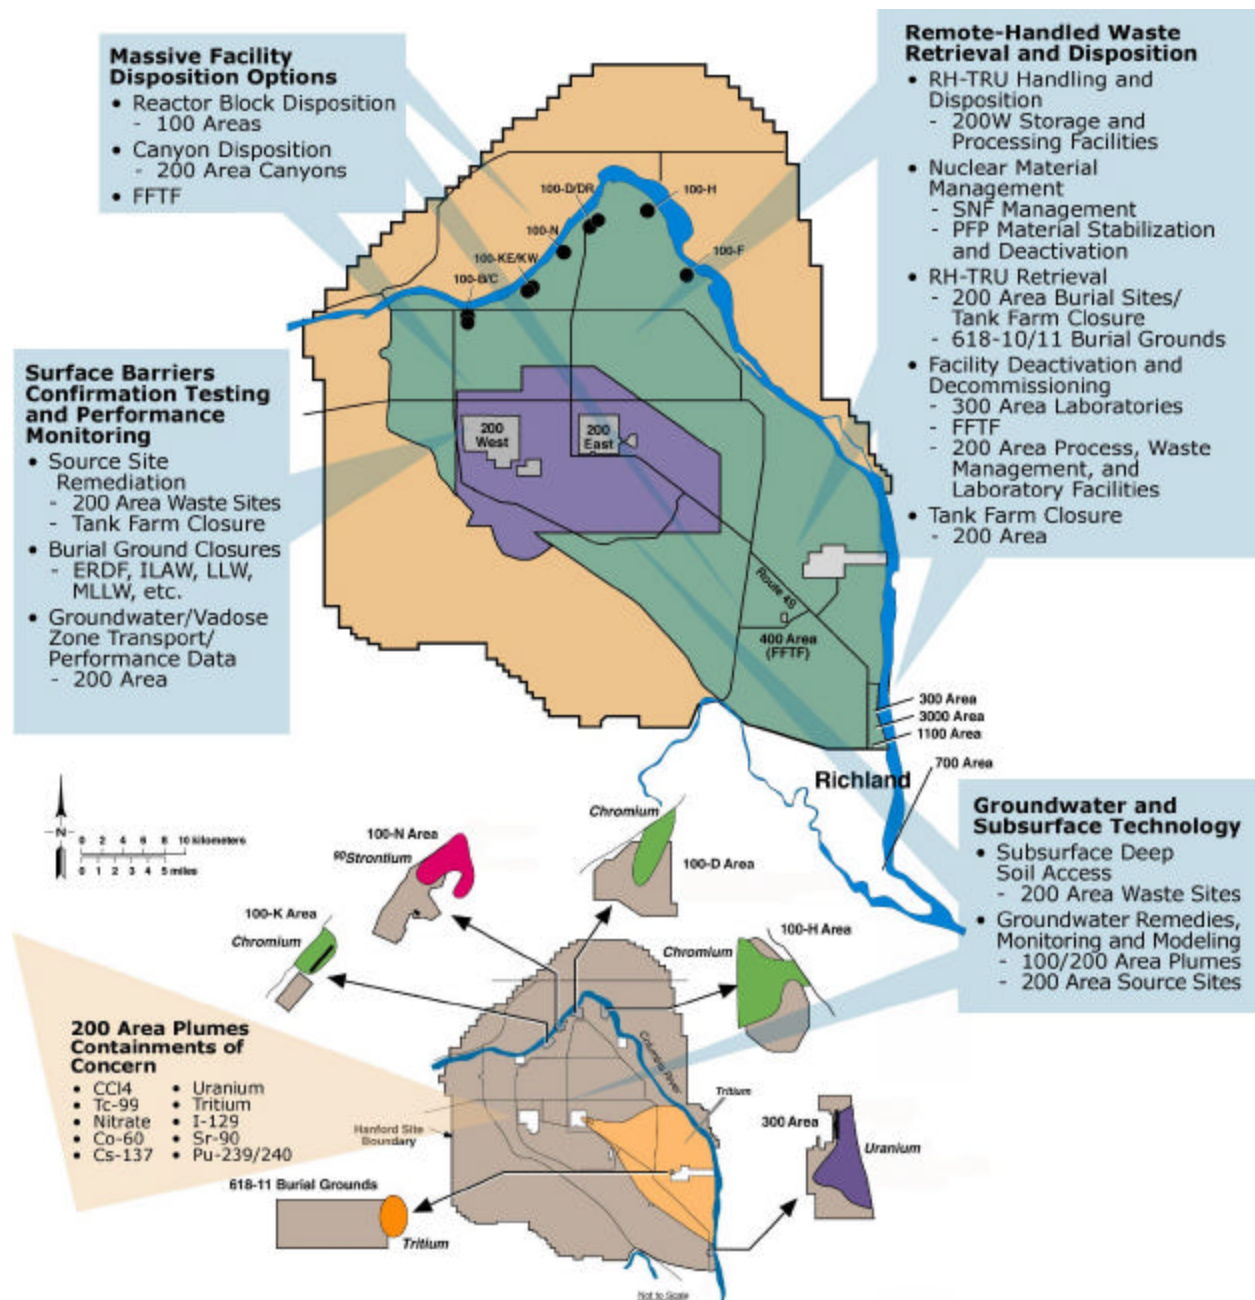 Massive Facility
Disposition Options
• Reactor Block Disposition
- 100 Areas
• Canyon Disposition
- 200 Area Canyons
• FFTF
Remote-Handled Waste
Retrieval and Disposition
• RH-TRU Handling and
Disposition
- 200W Storage and
Processing Facilities
• Nuclear Material
Management
- SNF Management
- PFP Material Stabilization
and Deactivation
• RH-TRU Retrieval
- 200 Area Burial Sites/
Tank Farm Closure
- 618-10/11 Burial Grounds
• Facility Deactivation and
Decommissioning
- 300 Area Laboratories
- FFTF
- 200 Area Process, Waste
Management, and
Laboratory Facilities
• Tank Farm Closure
- 200 Area
100-D/DR
100-H
100-N
100-KE/KW
100-F
100-B/C
Surface Barriers
Confirmation Testing
and Performance
Monitoring
• Source Site
Remediation
- 200 Area Waste Sites
- Tank Farm Closure
• Burial Ground Closures
- ERDF, ILAW, LLW,
MLLW, etc.
• Groundwater/Vadose
Zone Transport/
Performance Data
- 200 Area
200
West
200
East
Route 4S
400 Area
(FFTF)
300 Area
3000 Area
1100 Area
Richland
700 Area
Groundwater and
Subsurface Technology
• Subsurface Deep
Soil Access
- 200 Area Waste Sites
• Groundwater Remedies,
Monitoring and Modeling
- 100/200 Area Plumes
- 200 Area Source Sites
N
0 2 4 6 8 10 kilometers
0 1 2 3 4 5 miles
100-N Area
90Strontium
Chromium
100-D Area
100-K Area
Chromium
100-H Area
Chromium
200 Area Plumes
Containments of
Concern
• CCl4
• Tc-99
• Nitrate
• Co-60
• Cs-137
• Uranium
• Tritium
• I-129
• Sr-90
• Pu-239/240
Columbia River
Tritium
Hanford Site
Boundary
300 Area
Uranium
618-11 Burial Grounds
Tritium
Not to Scale